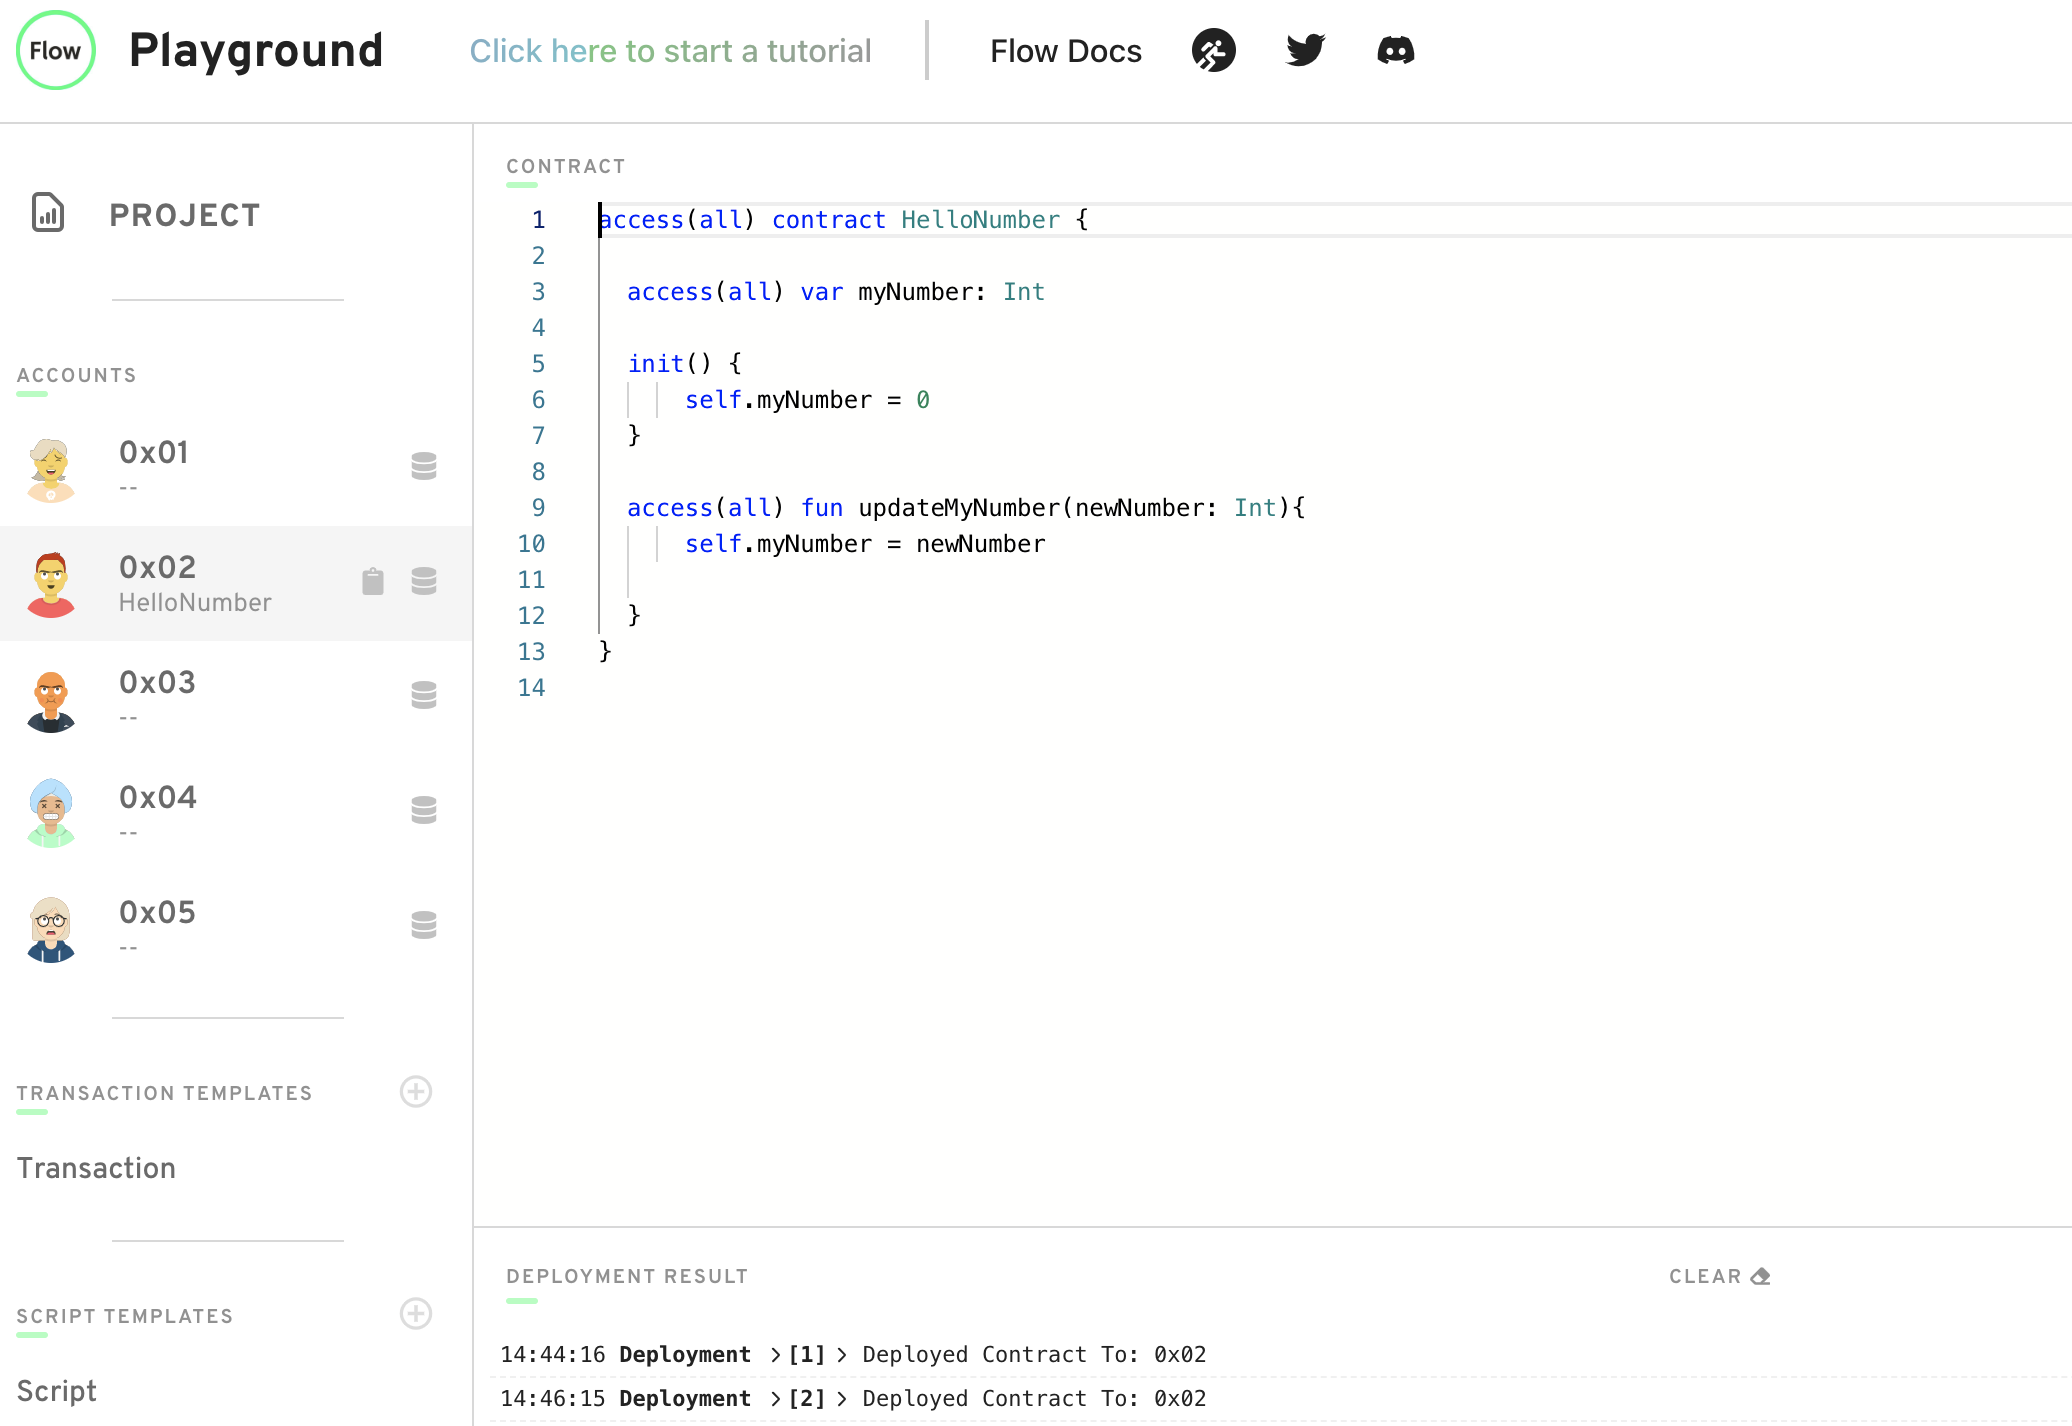 Flow Playground Click here to start a tutorial Flow Docs
PROJECT
ACCOUNTS
0x01
--
0x02
HelloNumber
0x03
--
0x04
--
0x05
--
TRANSACTION TEMPLATES
Transaction
SCRIPT TEMPLATES
Script
CONTRACT
1 access(all) contract HelloNumber {
2
3 access(all) var myNumber: Int
4
5 init() {
6 self.myNumber = 0
7 }
8
9 access(all) fun updateMyNumber(newNumber: Int){
10 self.myNumber = newNumber
11
12 }
13 }
14
DEPLOYMENT RESULT CLEAR
14:44:16 Deployment >[1] > Deployed Contract To: 0x02
14:46:15 Deployment >[2] > Deployed Contract To: 0x02